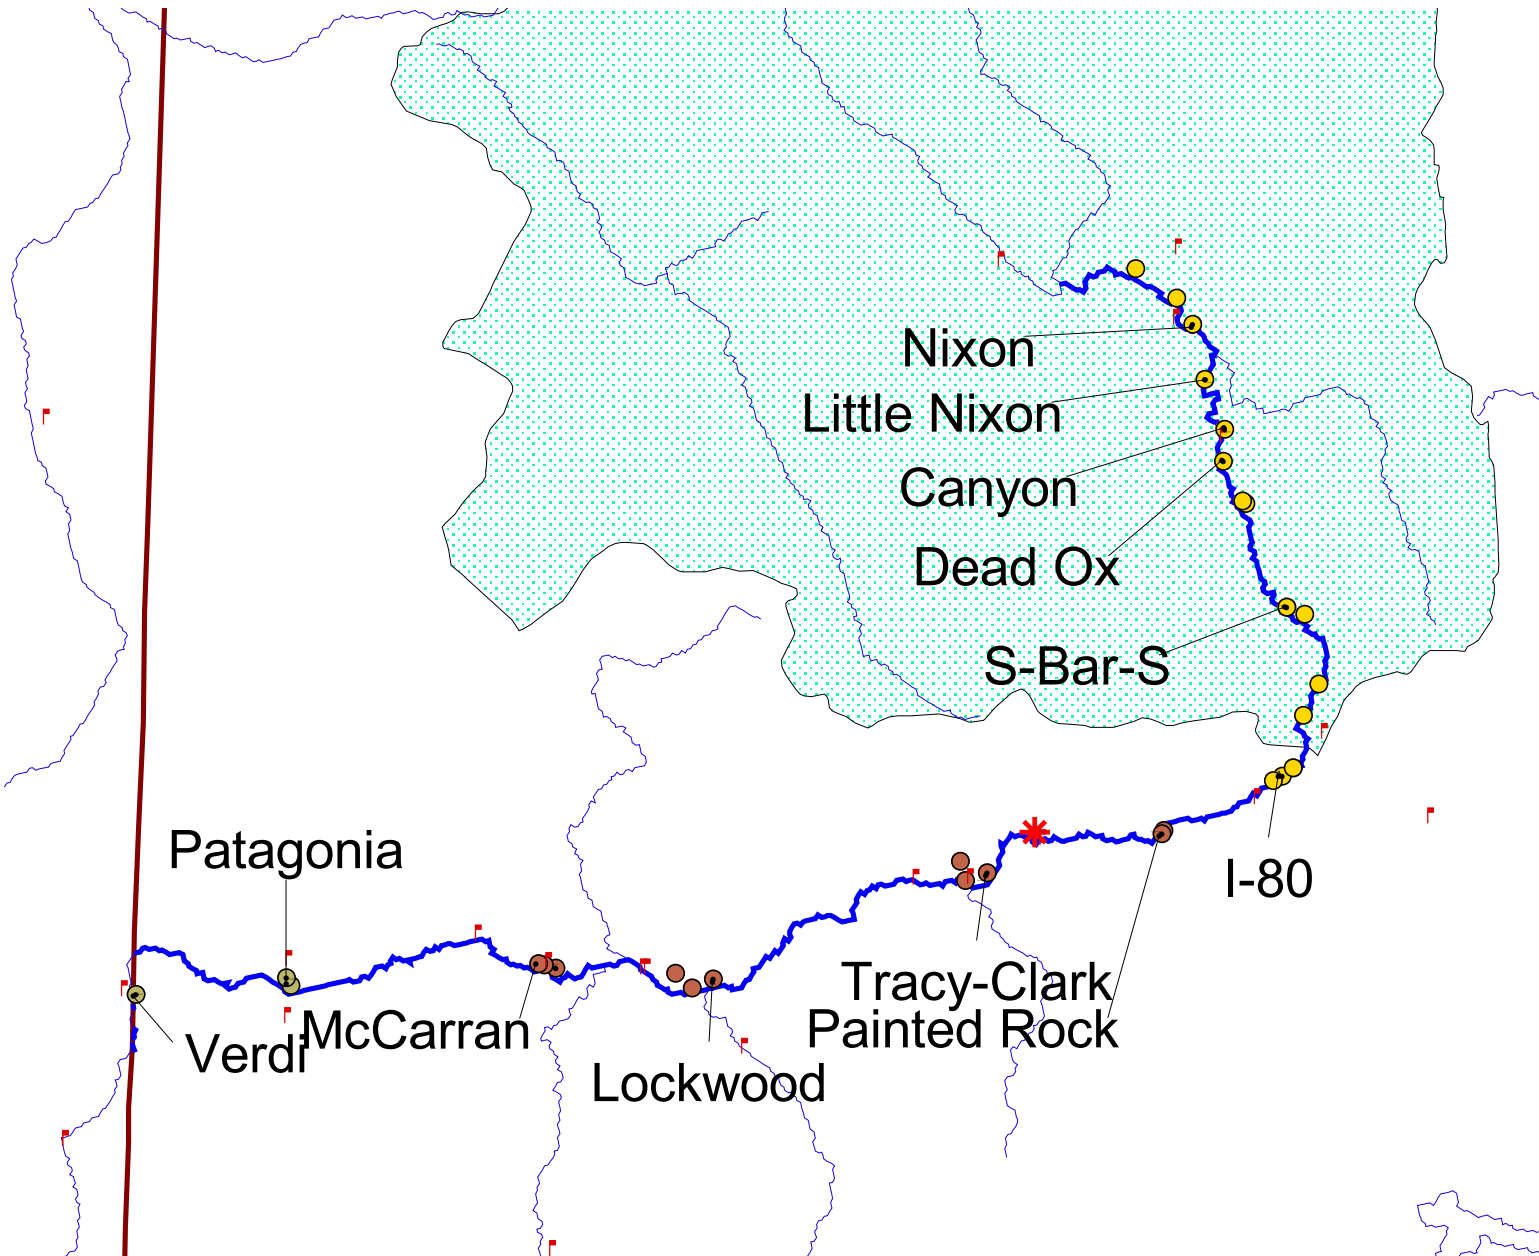 Nixon
Little Nixon
Canyon
Dead Ox
S-Bar-S
Patagonia
I-80
Tracy-Clark
McCarran
Painted Rock
Verdi
Lockwood